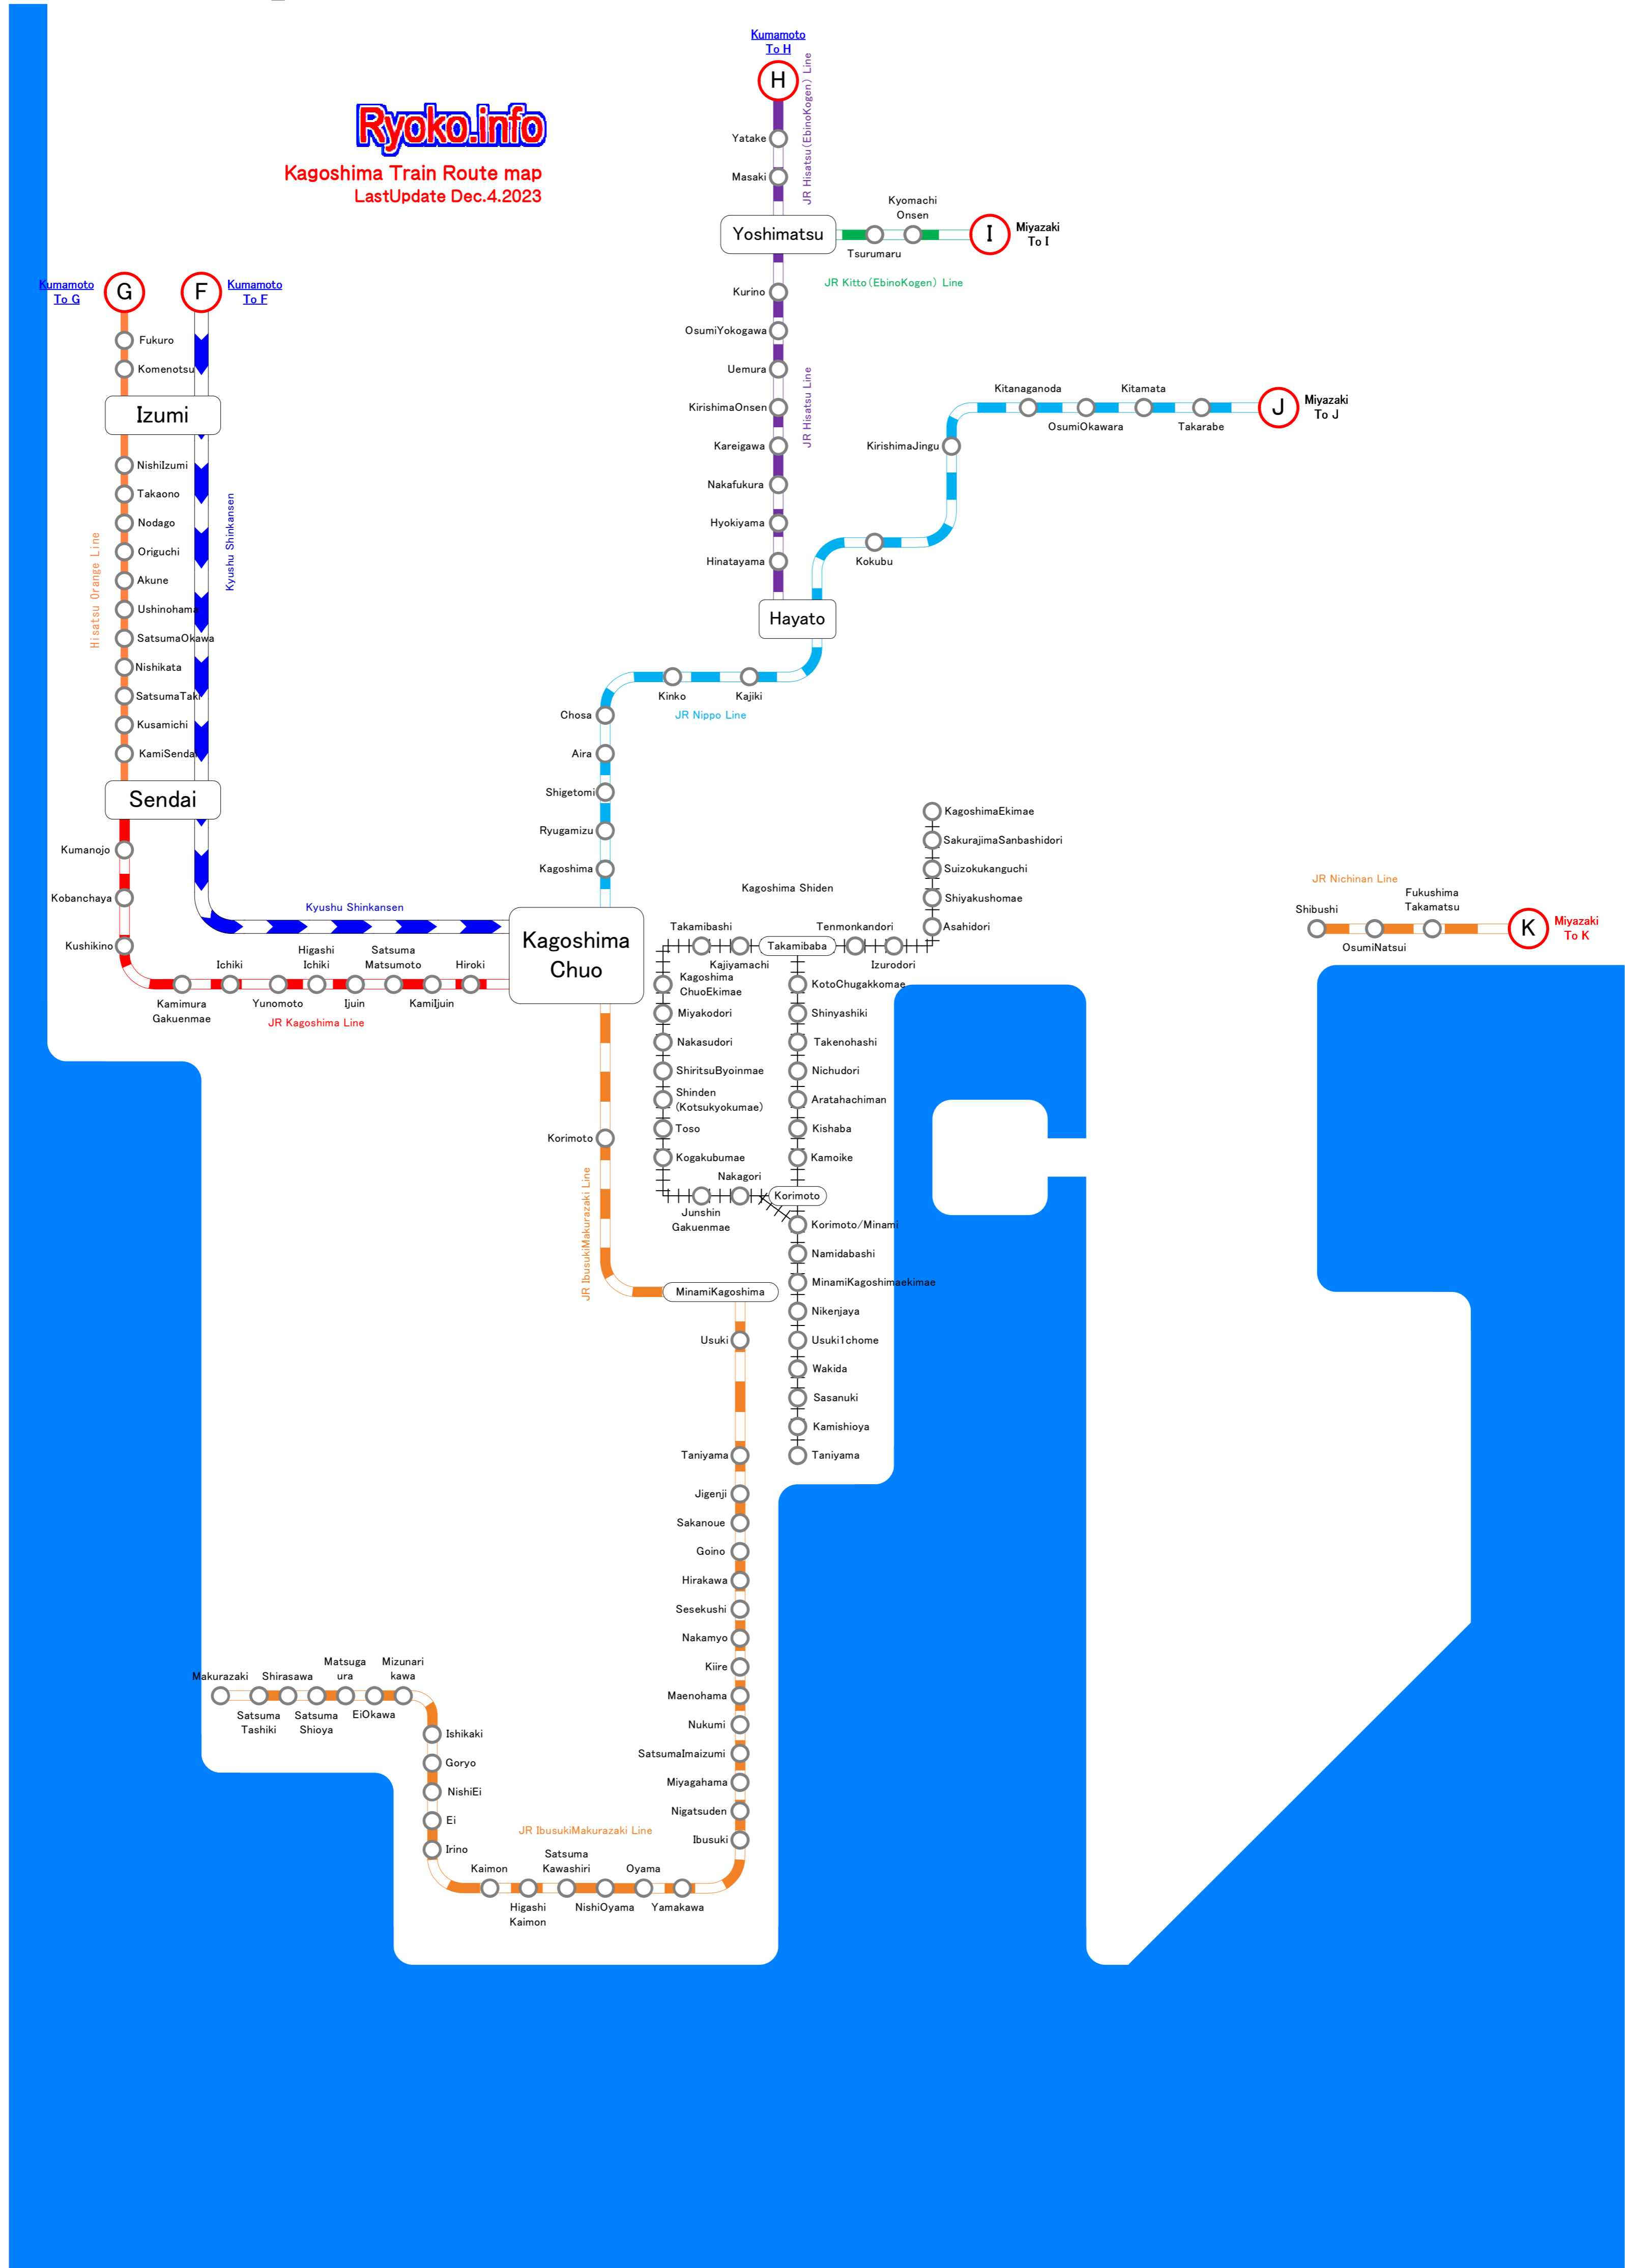 Kumamoto
To H
H
JR Hisatsu(EbinoKogen) Line
Ryoko.info
Kagoshima Train Route map
LastUpdate Dec.4.2023
Yatake
Masaki
Yoshimatsu
Kyomachi
Onsen
Tsurumaru
I
Miyazaki
To I
JR Kitto(EbinoKogen) Line
Kumamoto
To G
G
F
Kumamoto
To F
Fukuro
Komenotsu
Izumi
NishiIzumi
Takaono
Nodago
Origuchi
Akune
Ushinohama
SatsumaOkawa
Nishikata
SatsumaTaki
Kusamichi
KamiSendai
Hisatsu Orange Line
Kyushu Shinkansen
Sendai
Kurino
OsumiYokogawa
Uemura
KirishimaOnsen
Kareigawa
Nakafukura
Hyokiyama
Hinatayama
JR Hisatsu Line
Hayato
Kitanaganoda
OsumiOkawara
Kitamata
Takarabe
J
Miyazaki
To J
KirishimaJingu
Kokubu
Kinko
Kajiki
JR Nippo Line
Chosa
Aira
Shigetomi
Ryugamizu
Kagoshima
Kumanojo
Kobanchaya
Kushikino
Kyushu Shinkansen
Kamimura
Gakuenmae
Ichiki
Yunomoto
Higashi
Ichiki
Ijuin
Satsuma
Matsumoto
KamiIjuin
Hiroki
JR Kagoshima Line
Kagoshima
Chuo
Kagoshima Shiden
KagoshimaEkimae
SakurajimaSanbashidori
Suizokukanguchi
Shiyakushomae
Asahidori
Takamibashi
Kajiyamachi
Takamibaba
Tenmonkandori
Izurodori
Kagoshima
ChuoEkimae
Miyakodori
Nakasudori
ShiritsuByoinmae
Shinden
(Kotsukyokumae)
Toso
Kogakubumae
Junshin
Gakuenmae
Nakagori
KotoChugakkomae
Shinyashiki
Takenohashi
Nichudori
Aratahachiman
Kishaba
Kamoike
Korimoto
Korimoto/Minami
Namidabashi
MinamiKagoshimaekimae
Nikenjaya
Usuki1chome
Wakida
Sasanuki
Kamishioya
Taniyama
JR Nichinan Line
Shibushi
OsumiNatsui
Fukushima
Takamatsu
K
Miyazaki
To K
Korimoto
JR IbusukiMakurazaki Line
MinamiKagoshima
Usuki
Taniyama
Jigenji
Sakanoue
Goino
Hirakawa
Sesekushi
Nakamyo
Kiire
Maenohama
Nukumi
SatsumaImaizumi
Miyagahama
Nigatsuden
Ibusuki
Makurazaki
Satsuma
Tashiki
Shirasawa
Satsuma
Shioya
Matsuga
ura
EiOkawa
Mizunari
kawa
Ishikaki
Goryo
NishiEi
Ei
Irino
JR IbusukiMakurazaki Line
Kaimon
Higashi
Kaimon
Satsuma
Kawashiri
NishiOyama
Oyama
Yamakawa